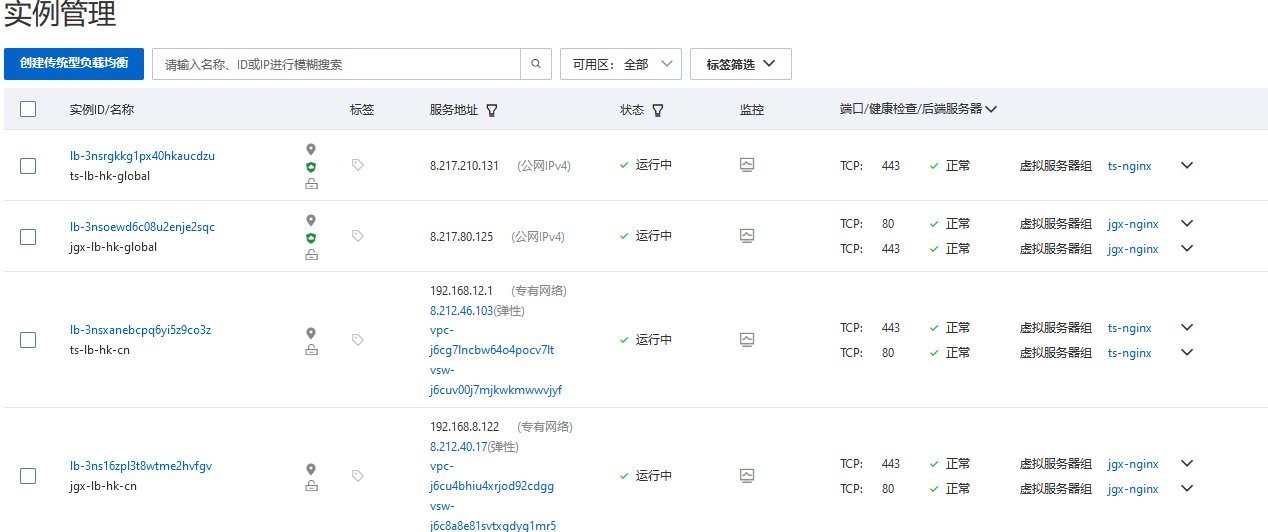 实例管理
创建传统型负载均衡 请输入名称、ID或IP进行模糊搜索 可用区： 全部 标签筛选
实例ID/名称 标签 服务地址 状态 监控 端口/健康检查/后端服务器
lb-3nsrgkkg1px40hkaucdzu
ts-lb-hk-global
8.217.210.131 (公网IPv4) 运行中 TCP: 443 正常 虚拟服务器组 ts-nginx
lb-3nsoewd6c08u2enje2sqc
jgx-lb-hk-global
8.217.80.125 (公网IPv4) 运行中
TCP: 80 正常 虚拟服务器组 jgx-nginx
TCP: 443 正常 虚拟服务器组 jgx-nginx
lb-3nsxanebcpq6yi5z9co3z
ts-lb-hk-cn
192.168.12.1 (专有网络)
8.212.46.103(弹性)
vpc-
j6cg7lncbw64o4pocv7lt
vsw-
j6cuv00j7mjkwkmwwvjyf
运行中
TCP: 443 正常 虚拟服务器组 ts-nginx
TCP: 80 正常 虚拟服务器组 ts-nginx
lb-3ns16zpl3t8wtme2hvfgv
jgx-lb-hk-cn
192.168.8.122 (专有网络)
8.212.40.17(弹性)
vpc-
j6cu4bhiu4xrjod92cdgg
vsw-
j6c8a8e81svtxgdyg1mr5
运行中
TCP: 443 正常 虚拟服务器组 jgx-nginx
TCP: 80 正常 虚拟服务器组 jgx-nginx